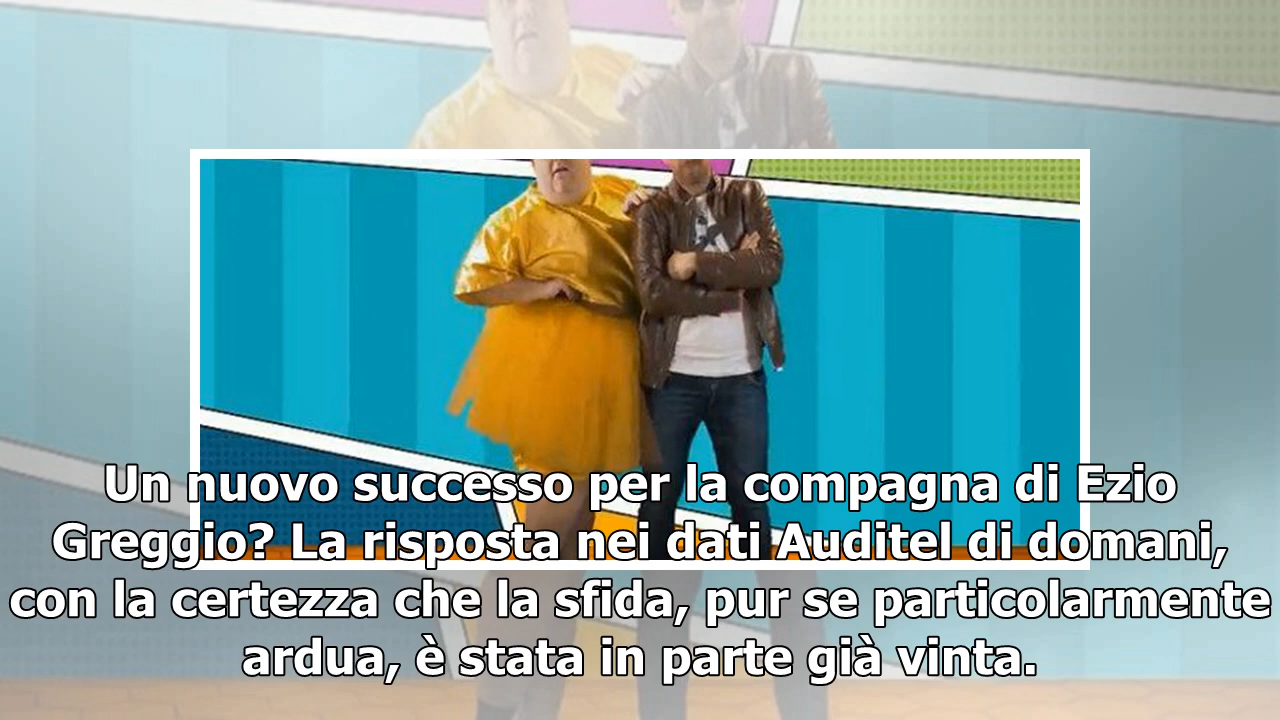 Un nuovo successo per la compagna di Ezio
Greggio? La risposta nei dati Auditel di domani,
con la certezza che la sfida, pur se particolarmente
ardua, è stata in parte già vinta.